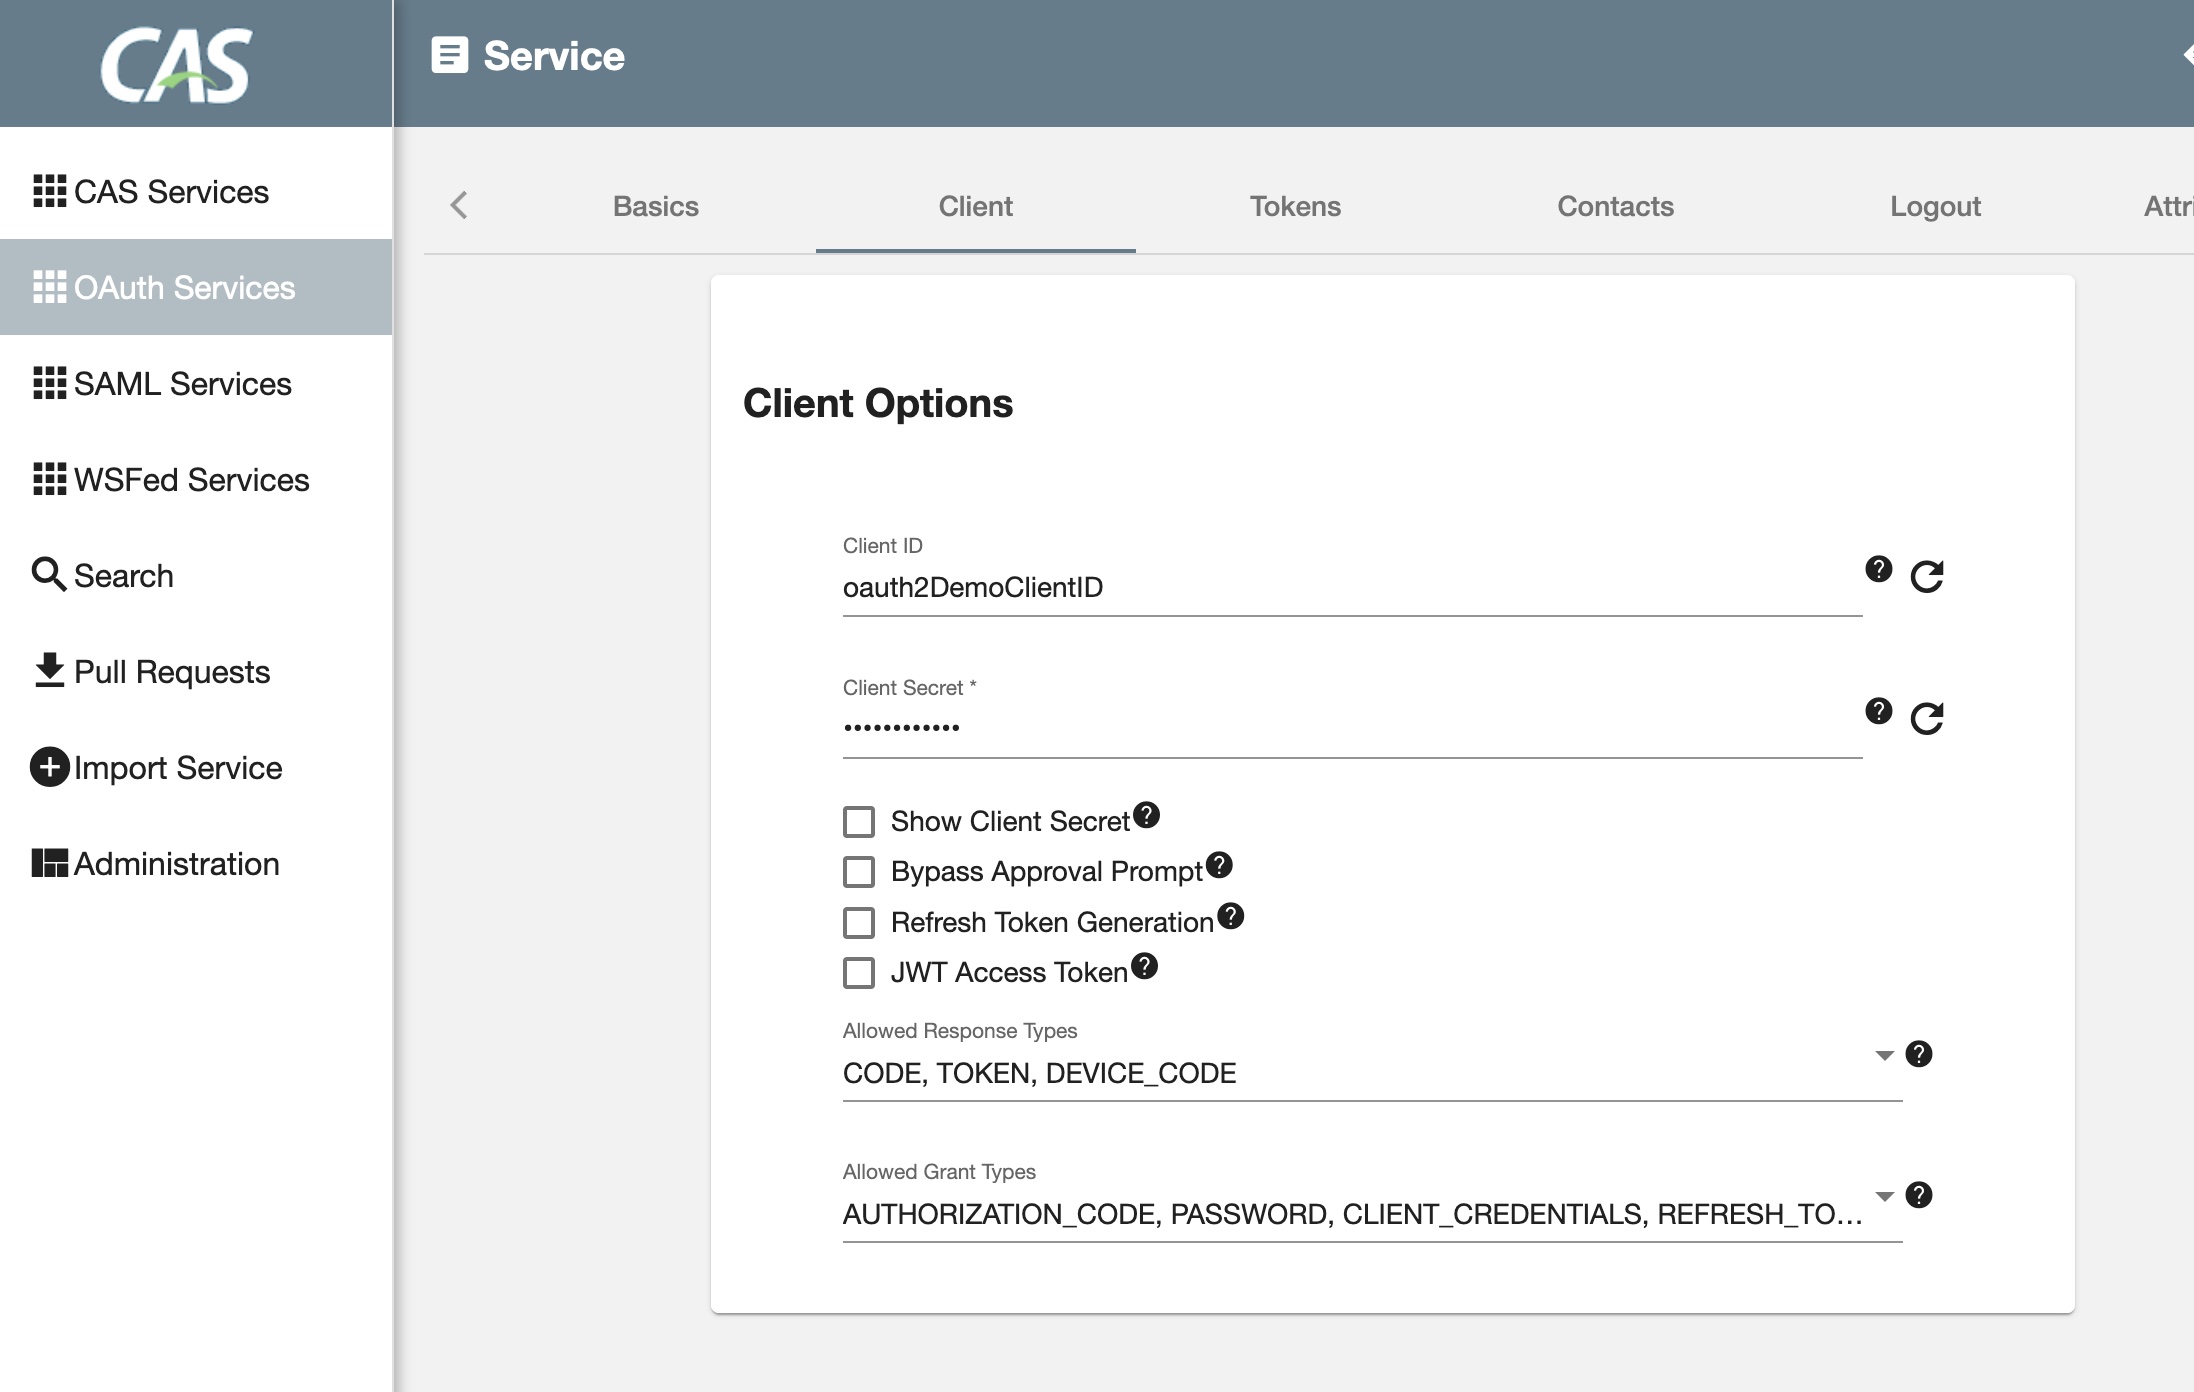 CAS
Service
CAS Services
OAuth Services
SAML Services
WSFed Services
Search
Pull Requests
Import Service
Administration
Basics
Client
Tokens
Contacts
Logout
Attri
Client Options
Client ID
oauth2DemoClientID
Client Secret *
••••••••••••
Show Client Secret
Bypass Approval Prompt
Refresh Token Generation
JWT Access Token
Allowed Response Types
CODE, TOKEN, DEVICE_CODE
Allowed Grant Types
AUTHORIZATION_CODE, PASSWORD, CLIENT_CREDENTIALS, REFRESH_TO...